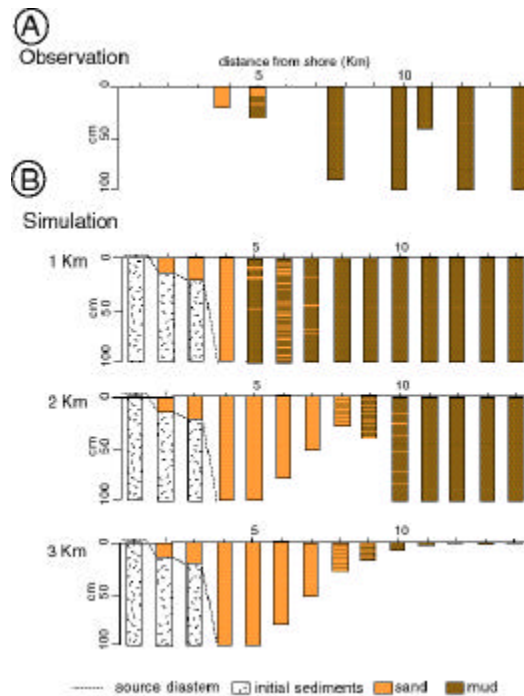 A
Observation
distance from shore (Km)
5 10
0
50
100
cm
B
Simulation
5 10
1 Km
0
50
100
cm
5 10
2 Km
0
50
100
cm
5 10
3 Km
0
50
100
cm
source diastem initial sediments sand mud